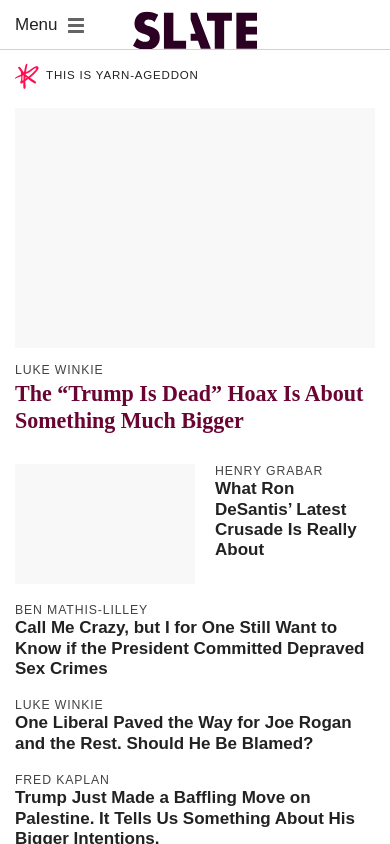 Menu
SLATE
THIS IS YARN-AGEDDON
LUKE WINKIE
The “Trump Is Dead” Hoax Is About
Something Much Bigger
HENRY GRABAR
What Ron
DeSantis’ Latest
Crusade Is Really
About
BEN MATHIS-LILLEY
Call Me Crazy, but I for One Still Want to
Know if the President Committed Depraved
Sex Crimes
LUKE WINKIE
One Liberal Paved the Way for Joe Rogan
and the Rest. Should He Be Blamed?
FRED KAPLAN
Trump Just Made a Baffling Move on
Palestine. It Tells Us Something About His
Bigger Intentions.